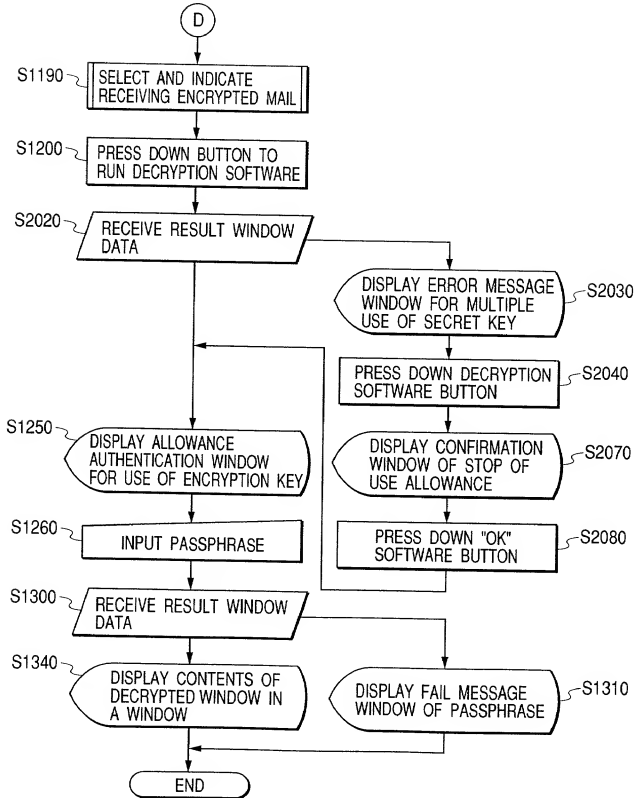 D
S1190
SELECT AND INDICATE
RECEIVING ENCRYPTED MAIL
S1200
PRESS DOWN BUTTON TO
RUN DECRYPTION SOFTWARE
S2020
RECEIVE RESULT WINDOW
DATA
DISPLAY ERROR MESSAGE
WINDOW FOR MULTIPLE
USE OF SECRET KEY
S2030
PRESS DOWN DECRYPTION
SOFTWARE BUTTON
S2040
S1250
DISPLAY ALLOWANCE
AUTHENTICATION WINDOW
FOR USE OF ENCRYPTION KEY
DISPLAY CONFIRMATION
WINDOW OF STOP OF
USE ALLOWANCE
S2070
S1260
INPUT PASSPHRASE
PRESS DOWN "OK"
SOFTWARE BUTTON
S2080
S1300
RECEIVE RESULT WINDOW
DATA
S1340
DISPLAY CONTENTS OF
DECRYPTED WINDOW IN
A WINDOW
DISPLAY FAIL MESSAGE
WINDOW OF PASSPHRASE
S1310
END